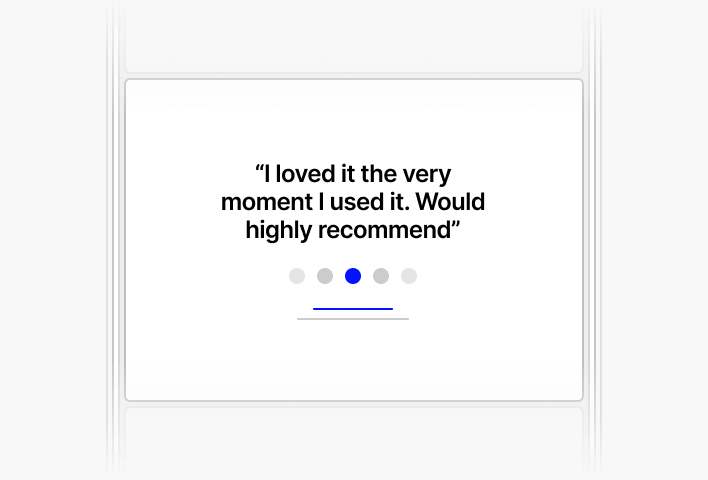 “I loved it the very
moment I used it. Would
highly recommend”